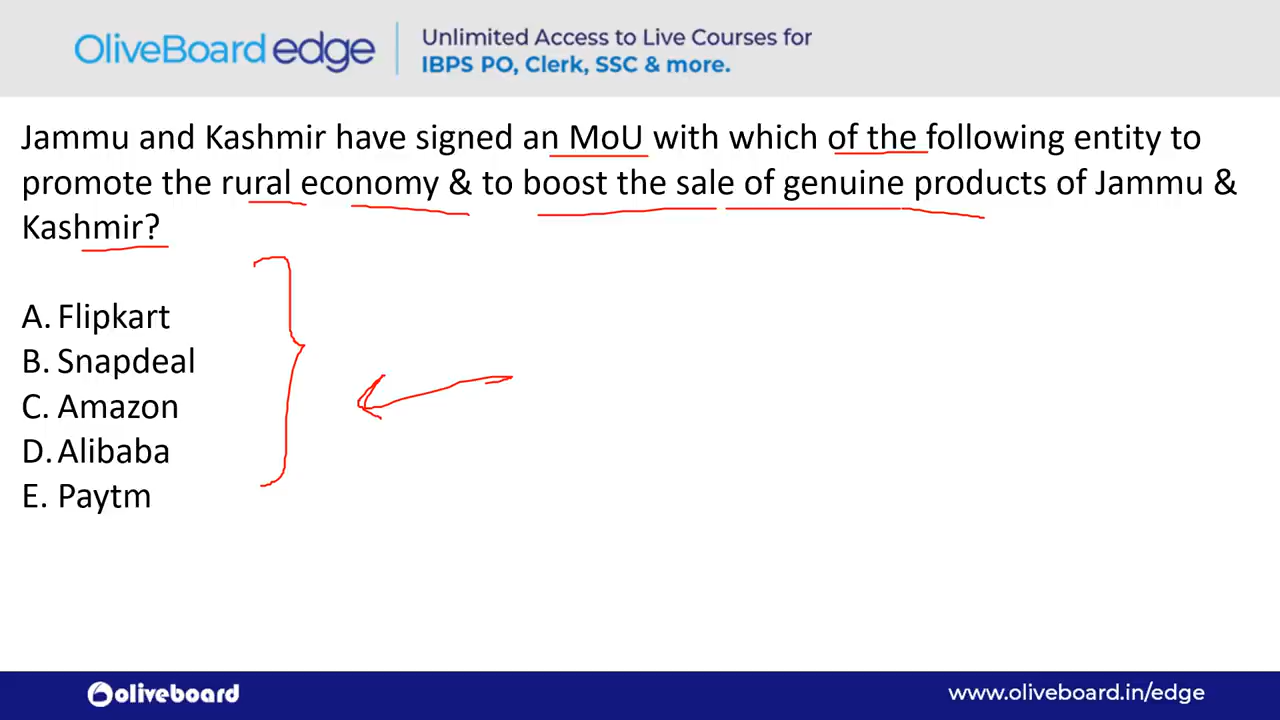 OliveBoard edge
Unlimited Access to Live Courses for
IBPS PO, Clerk, SSC & more.
Jammu and Kashmir have signed an MoU with which of the following entity to
promote the rural economy & to boost the sale of genuine products of Jammu &
Kashmir?
A. Flipkart
B. Snapdeal
C. Amazon
D. Alibaba
E. Paytm
oliveboard
www.oliveboard.in/edge